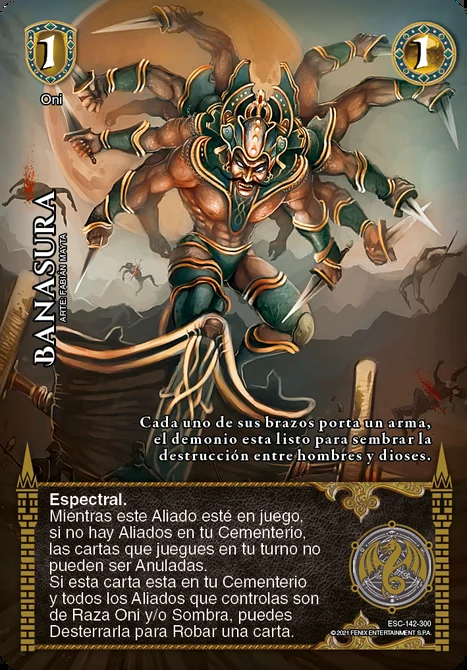 1
1
Oni
BANASURA
ARTE: FABIÁN MAYTA
Cada uno de sus brazos porta un arma,
el demonio esta listo para sembrar la
destrucción entre hombres y dioses.
Espectral.
Mientras este Aliado esté en juego,
si no hay Aliados en tu Cementerio,
las cartas que juegues en tu turno no
pueden ser Anuladas.
Si esta carta esta en tu Cementerio
y todos los Aliados que controlas son
de Raza Oni y/o Sombra, puedes
Desterrarla para Robar una carta.
ESC-142-300
©2021 FENIX ENTERTAINMENT S.P.A.